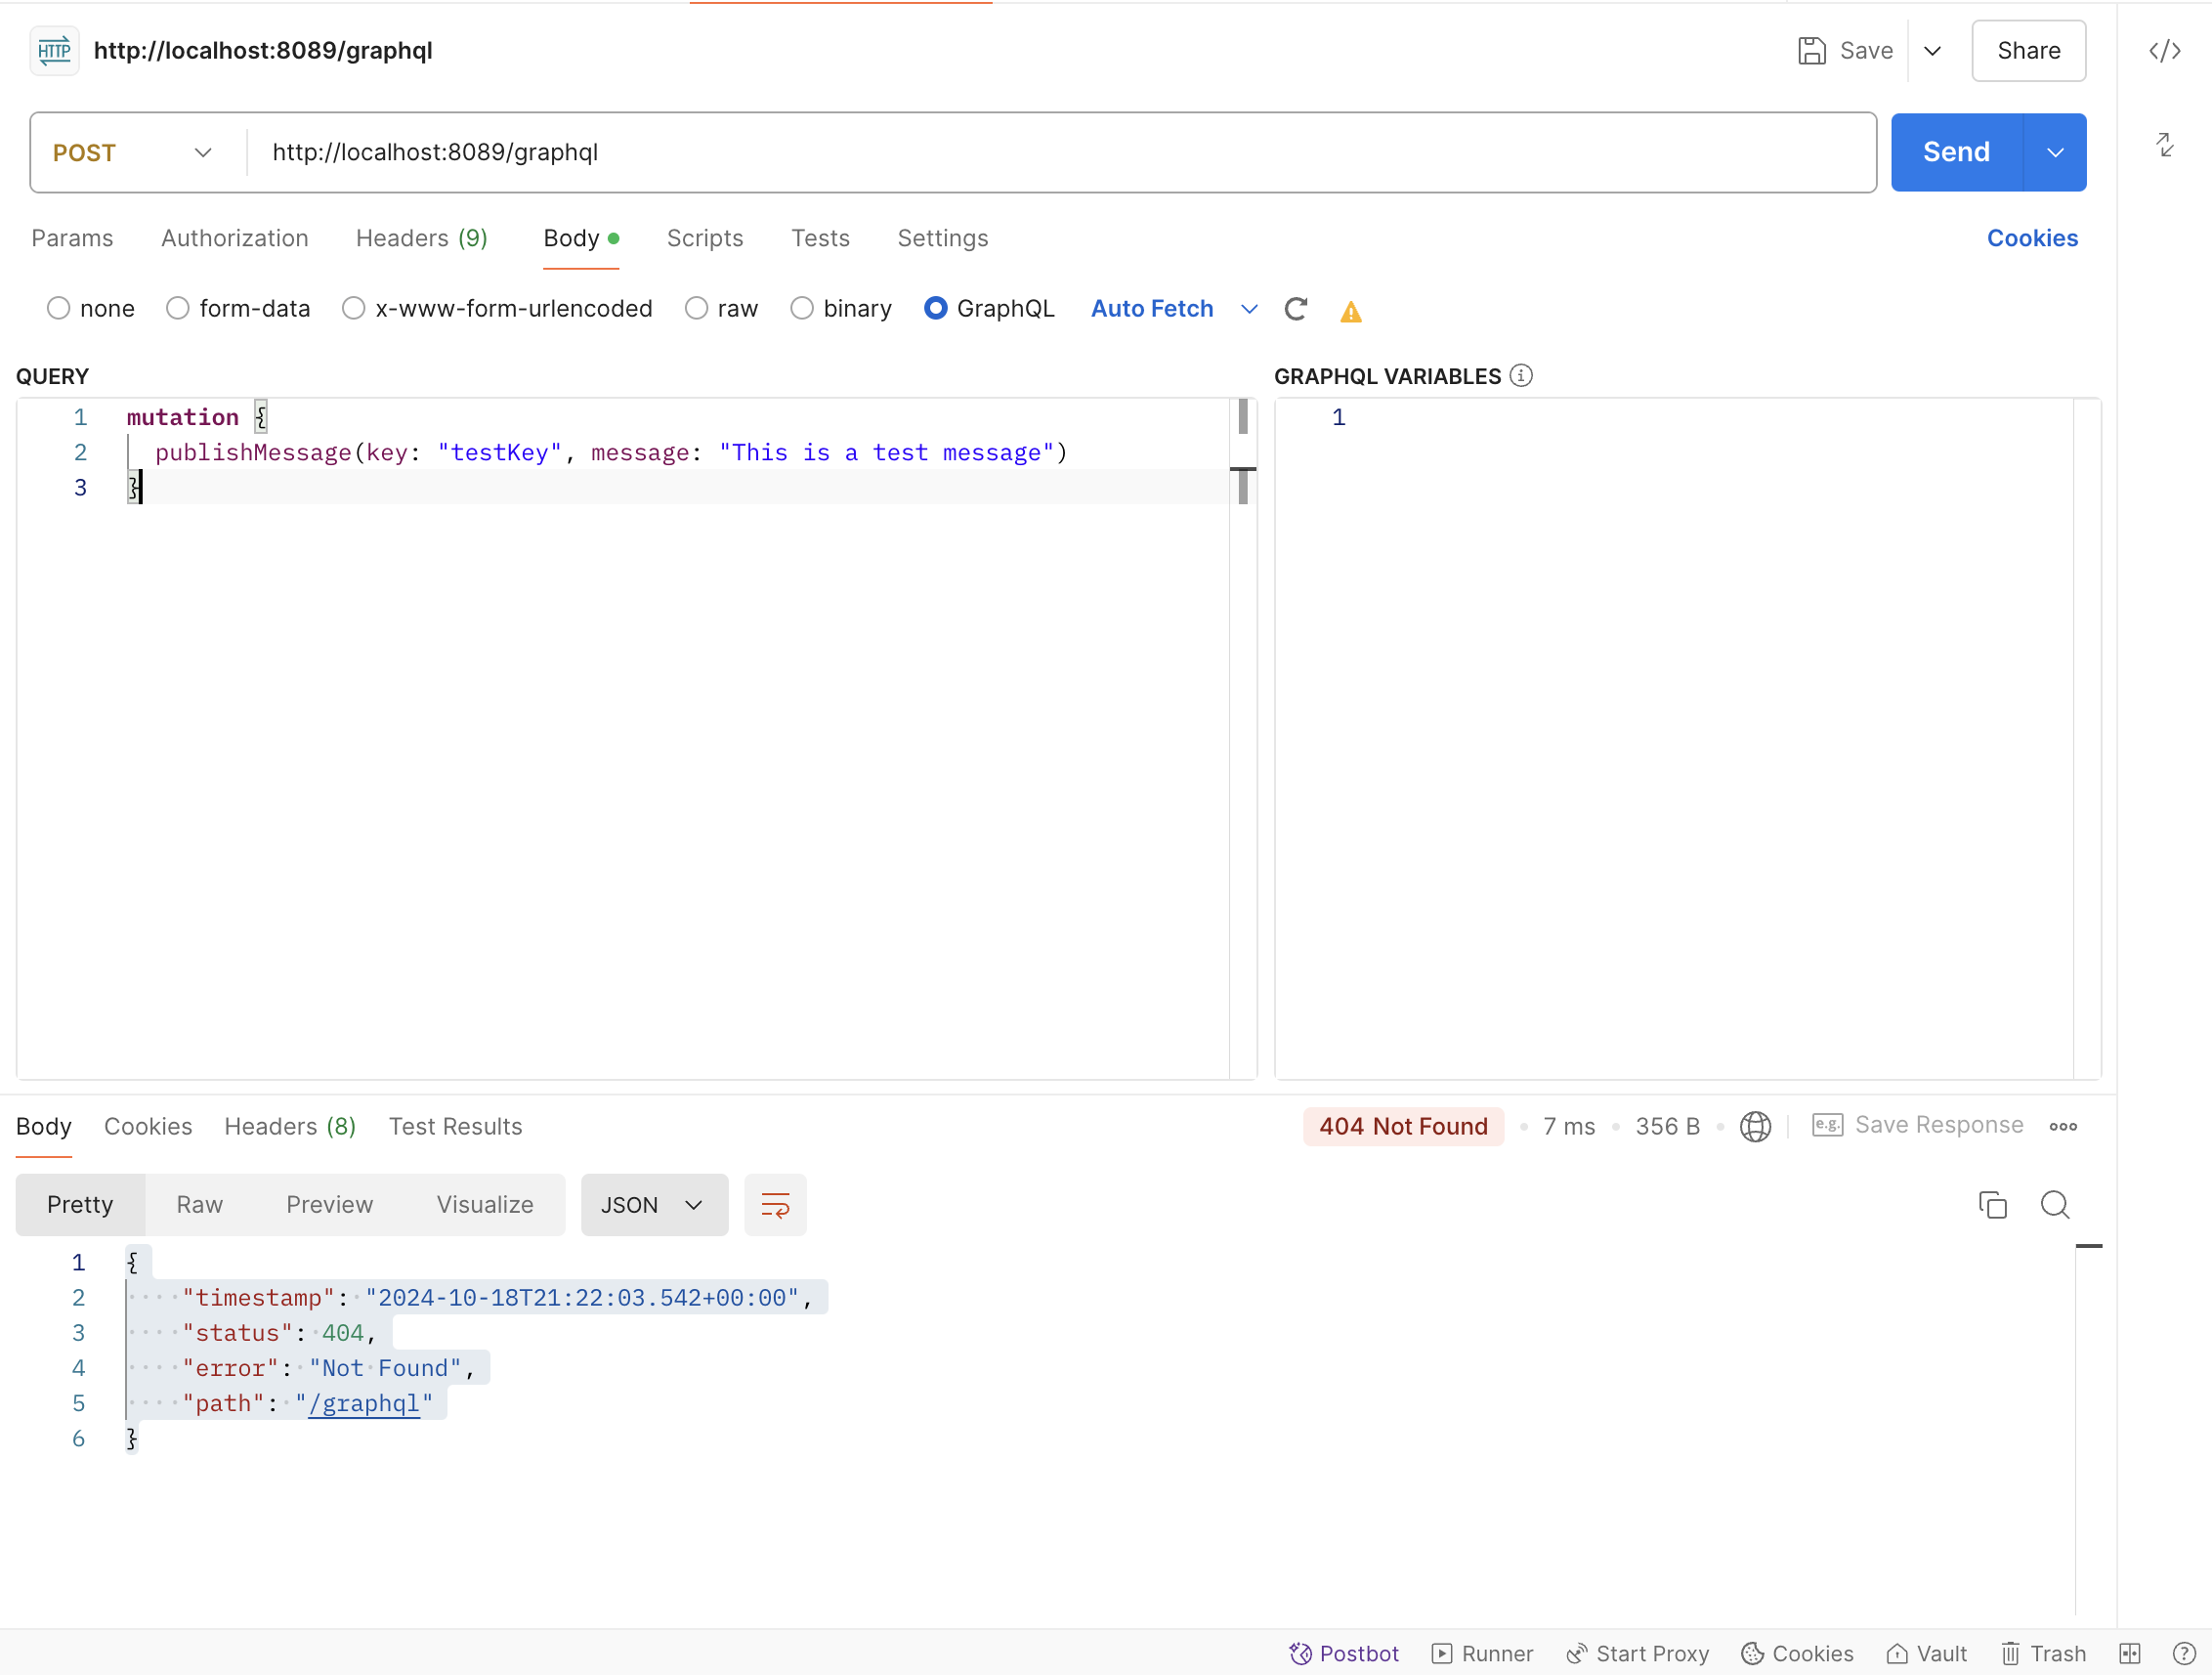 HTTP http://localhost:8089/graphql Save Share
POST http://localhost:8089/graphql Send
Params Authorization Headers (9) Body Scripts Tests Settings Cookies
none form-data x-www-form-urlencoded raw binary GraphQL Auto Fetch
QUERY GRAPHQL VARIABLES
1 mutation { 1
2 publishMessage(key: "testKey", message: "This is a test message")
3 }
Body Cookies Headers (8) Test Results 404 Not Found 7 ms 356 B e.g. Save Response
Pretty Raw Preview Visualize JSON
1 {
2 "timestamp": "2024-10-18T21:22:03.542+00:00",
3 "status": 404,
4 "error": "Not Found",
5 "path": "/graphql"
6 }
Postbot Runner Start Proxy Cookies Vault Trash